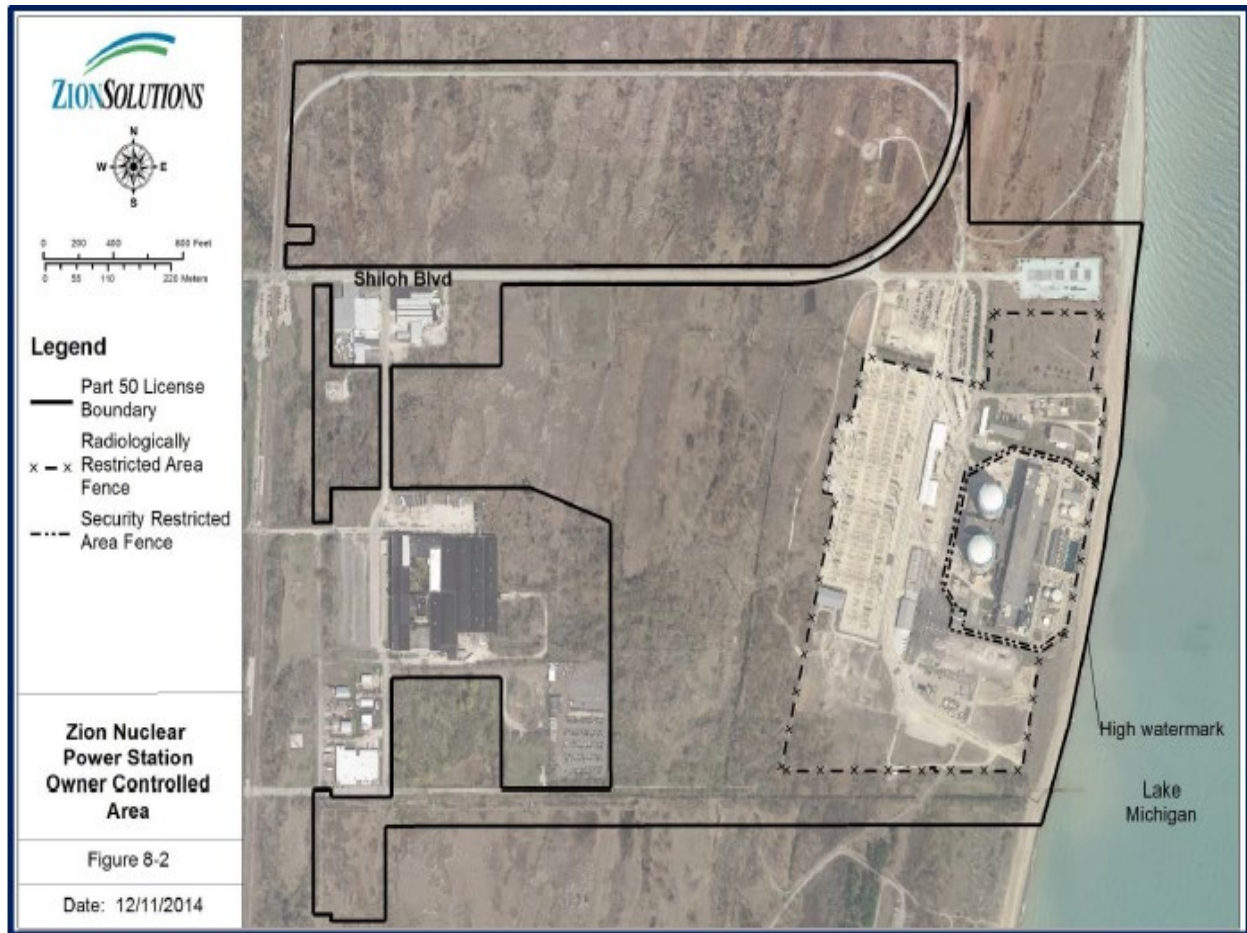 ZIONSOLUTIONS
N
W
E
S
0 200 400 800 Feet
0 55 110 220 Meters
Legend
Part 50 License
Boundary
Radiologically
Restricted Area
Fence
Security Restricted
Area Fence
Zion Nuclear
Power Station
Owner Controlled
Area
Figure 8-2
Date: 12/11/2014
Shiloh Blvd
High watermark
Lake
Michigan